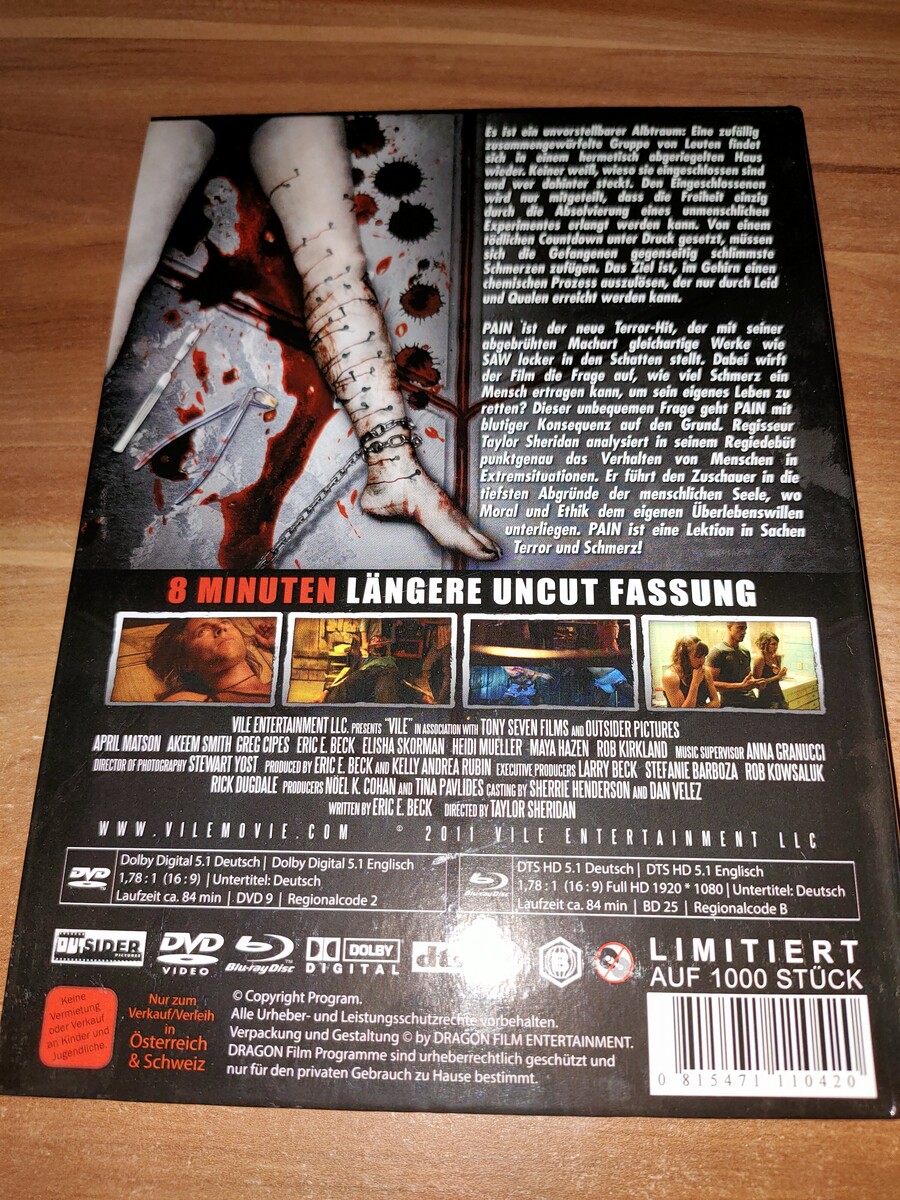 Es ist ein unvorstellbarer Albtraum: Eine zufällig
zusammengewürfelte Gruppe von Leuten findet
sich in einem hermetisch abgeriegelten Haus
wieder. Keiner weiß, wieso sie eingeschlossen sind
und wer dahinter steckt. Den Eingeschlossenen
wird nur mitgeteilt, dass die Freiheit einzig
durch die Absolvierung eines unmenschlichen
Experimentes erlangt werden kann. Von einem
tödlichen Countdown unter Druck gesetzt, müssen
sich die Gefangenen gegenseitig schlimmste
Schmerzen zufügen. Das Ziel ist, im Gehirn einen
chemischen Prozess auszulösen, der nur durch Leid
und Qualen erreicht werden kann.
PAIN ist der neue Terror-Hit, der mit seiner
abgebrühten Machart gleichartige Werke wie
SAW locker in den Schatten stellt. Dabei wirft
der Film die Frage auf, wie viel Schmerz ein
Mensch ertragen kann, um sein eigenes Leben zu
retten? Dieser unbequemen Frage geht PAIN mit
blutiger Konsequenz auf den Grund. Regisseur
Taylor Sheridan analysiert in seinem Regiedebüt
punktgenau das Verhalten von Menschen in
Extremsituationen. Er führt den Zuschauer in die
tiefsten Abgründe der menschlichen Seele, wo
Moral und Ethik dem eigenen Überlebenswillen
unterliegen. PAIN ist eine Lektion in Sachen
Terror und Schmerz!
8 MINUTEN LÄNGERE UNCUT FASSUNG
VILE ENTERTAINMENT LLC. PRESENTS "VILE" IN ASSOCIATION WITH TONY SEVEN FILMS AND OUTSIDER PICTURES
APRIL MATSON AKEEM SMITH GREG CIPES ERIC E. BECK ELISHA SKORMAN HEIDI MUELLER MAYA HAZEN ROB KIRKLAND MUSIC SUPERVISOR ANNA GRANUCCI
DIRECTOR OF PHOTOGRAPHY STEWART YOST PRODUCED BY ERIC E. BECK AND KELLY ANDREA RUBIN EXECUTIVE PRODUCERS LARRY BECK STEFANIE BARBOZA ROB KOWSALUK
RICK DUGDALE PRODUCERS NÖEL K. COHAN AND TINA PAVLIDES CASTING BY SHERRIE HENDERSON AND DAN VELEZ
WRITTEN BY ERIC E. BECK DIRECTED BY TAYLOR SHERIDAN
WWW.VILEMOVIE.COM © 2011 VILE ENTERTAINMENT LLC
DVD
Dolby Digital 5.1 Deutsch | Dolby Digital 5.1 Englisch
1,78 : 1 (16 : 9) | Untertitel: Deutsch
Laufzeit ca. 84 min | DVD 9 | Regionalcode 2
Blu-ray Disc
DTS HD 5.1 Deutsch | DTS HD 5.1 Englisch
1,78 : 1 (16 : 9) Full HD 1920 * 1080 | Untertitel: Deutsch
Laufzeit ca. 84 min | BD 25 | Regionalcode B
OUTSIDER PICTURES
DVD VIDEO
Blu-ray Disc
DOLBY DIGITAL
B
LIMITIERT
AUF 1000 STÜCK
Keine
Vermietung
oder Verkauf
an Kinder und
Jugendliche.
Nur zum
Verkauf/Verleih
in
Österreich
& Schweiz
© Copyright Program.
Alle Urheber- und Leistungsschutzrechte vorbehalten.
Verpackung und Gestaltung © by DRAGON FILM ENTERTAINMENT.
DRAGON Film Programme sind urheberrechtlich geschützt und
nur für den privaten Gebrauch zu Hause bestimmt.
0 815471 110420